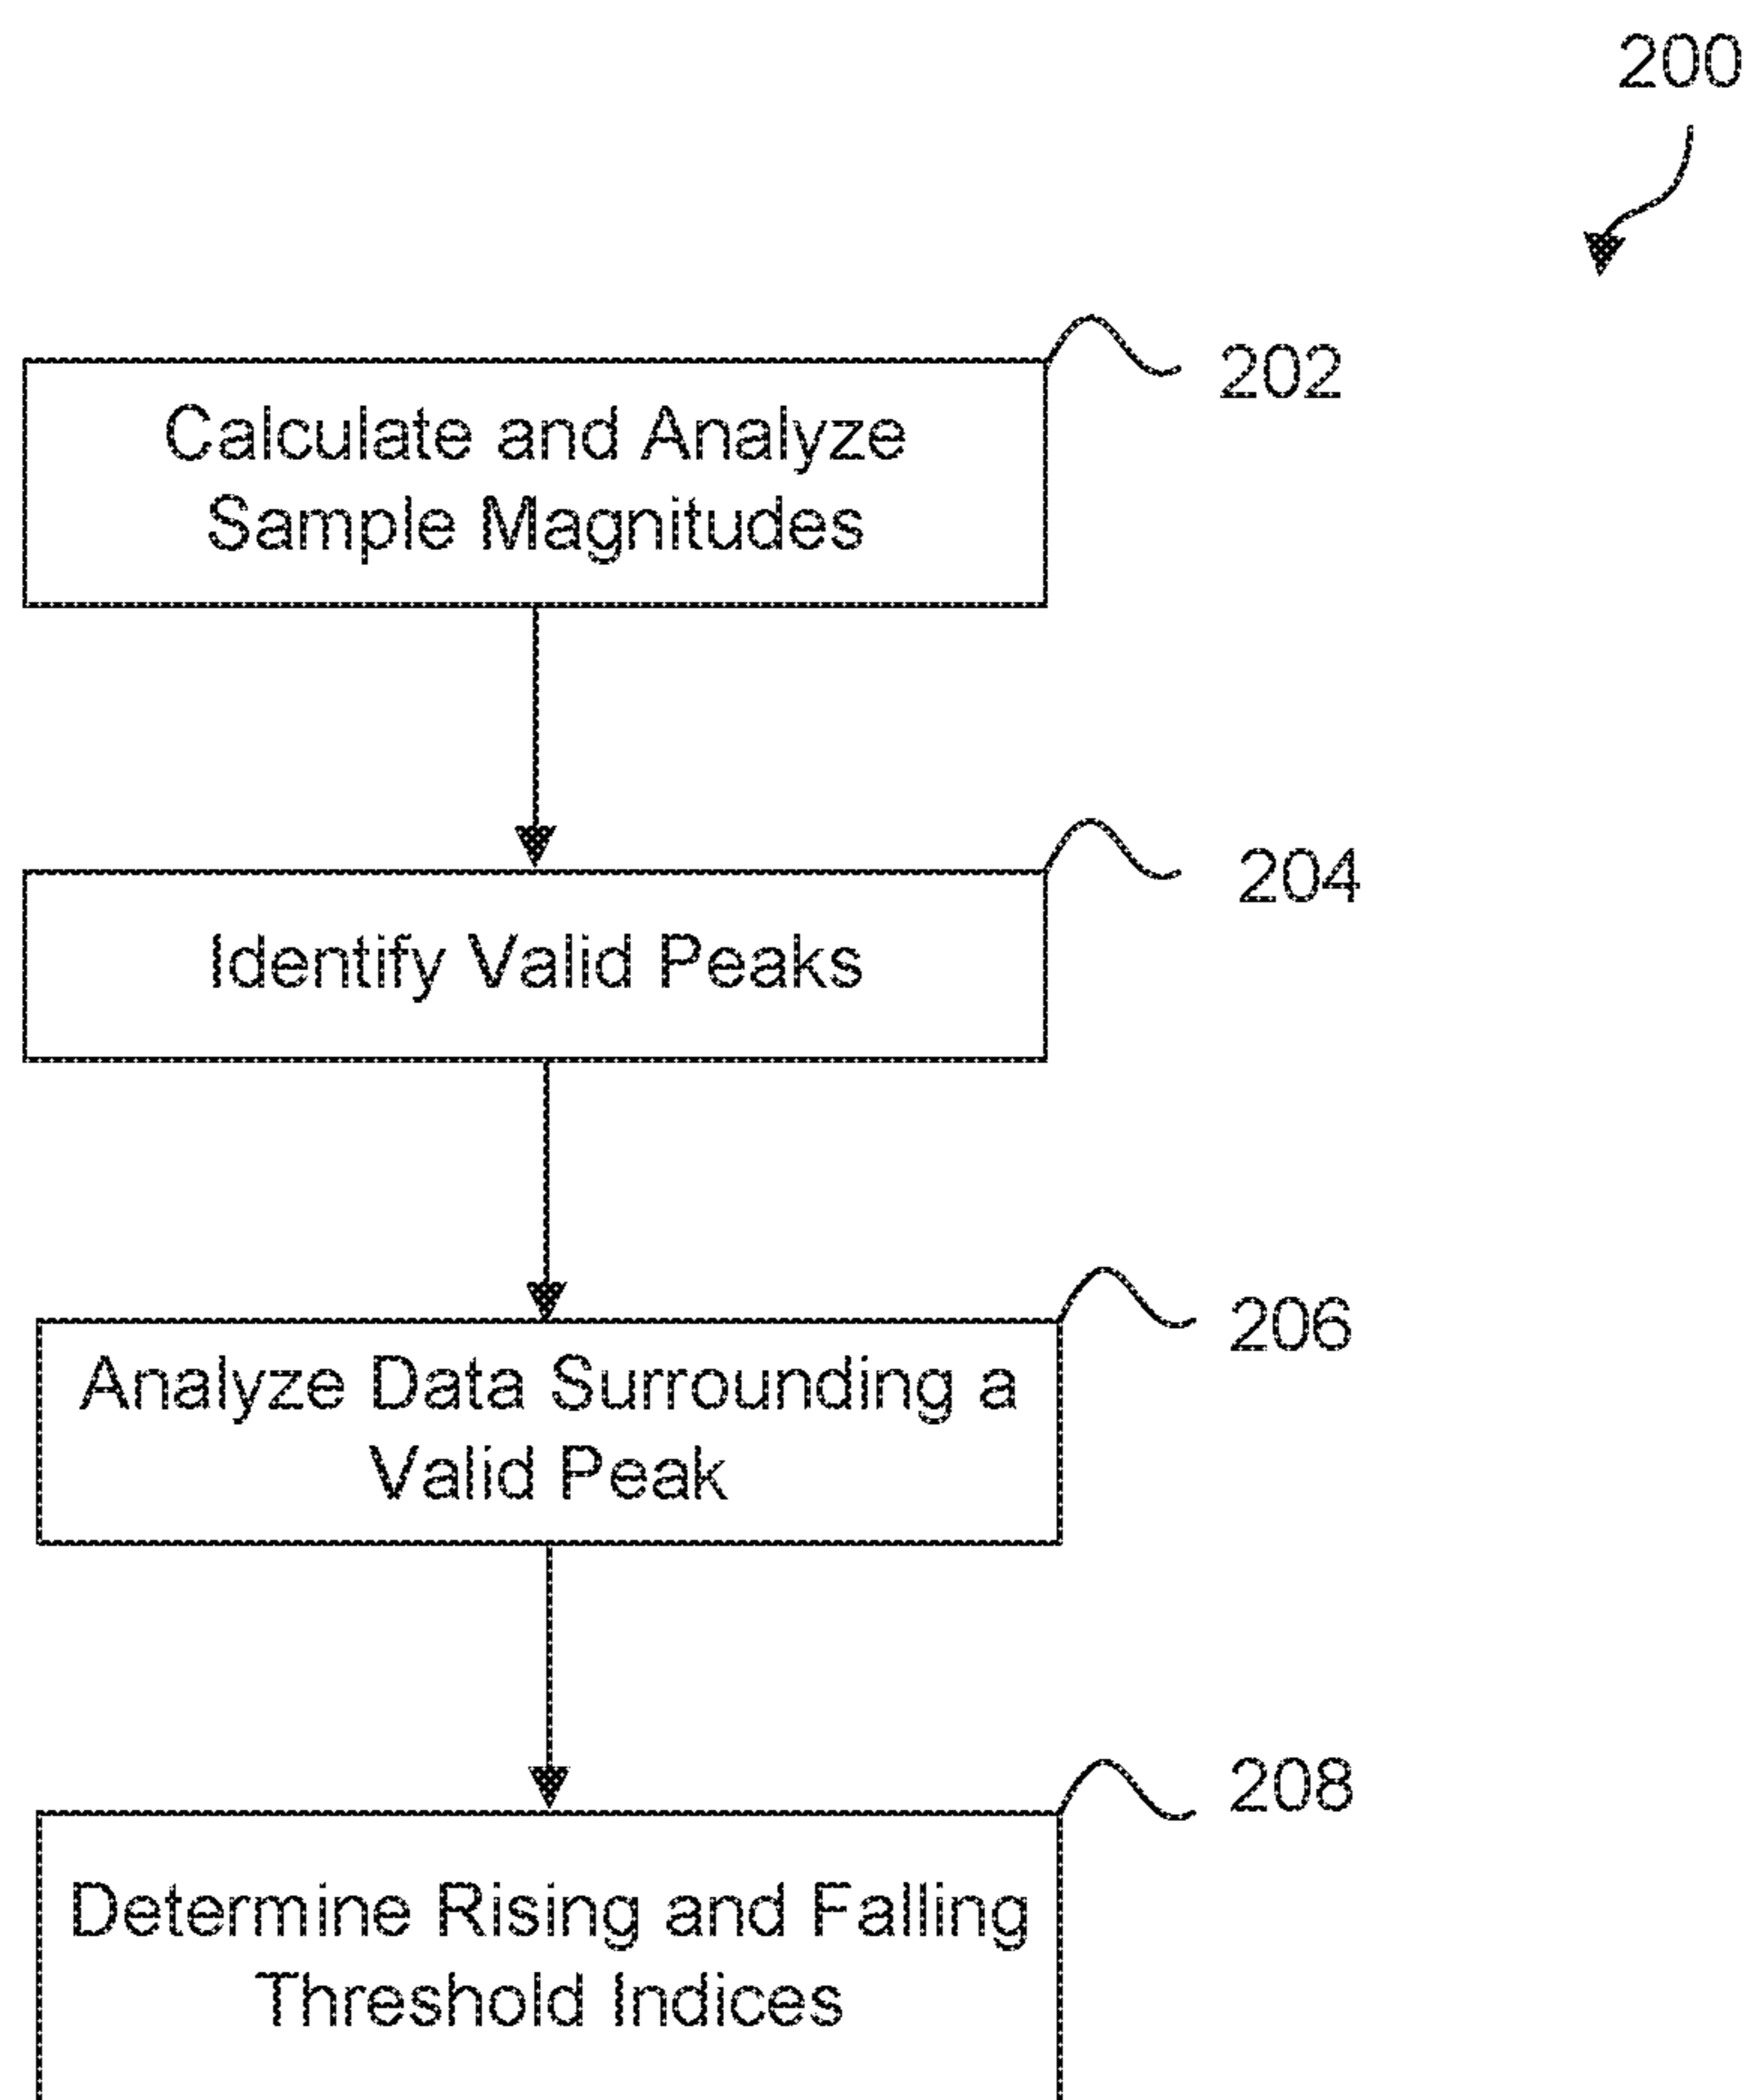 200
202
Calculate and Analyze
Sample Magnitudes
204
Identify Valid Peaks
206
Analyze Data Surrounding a
Valid Peak
208
Determine Rising and Falling
Threshold Indices